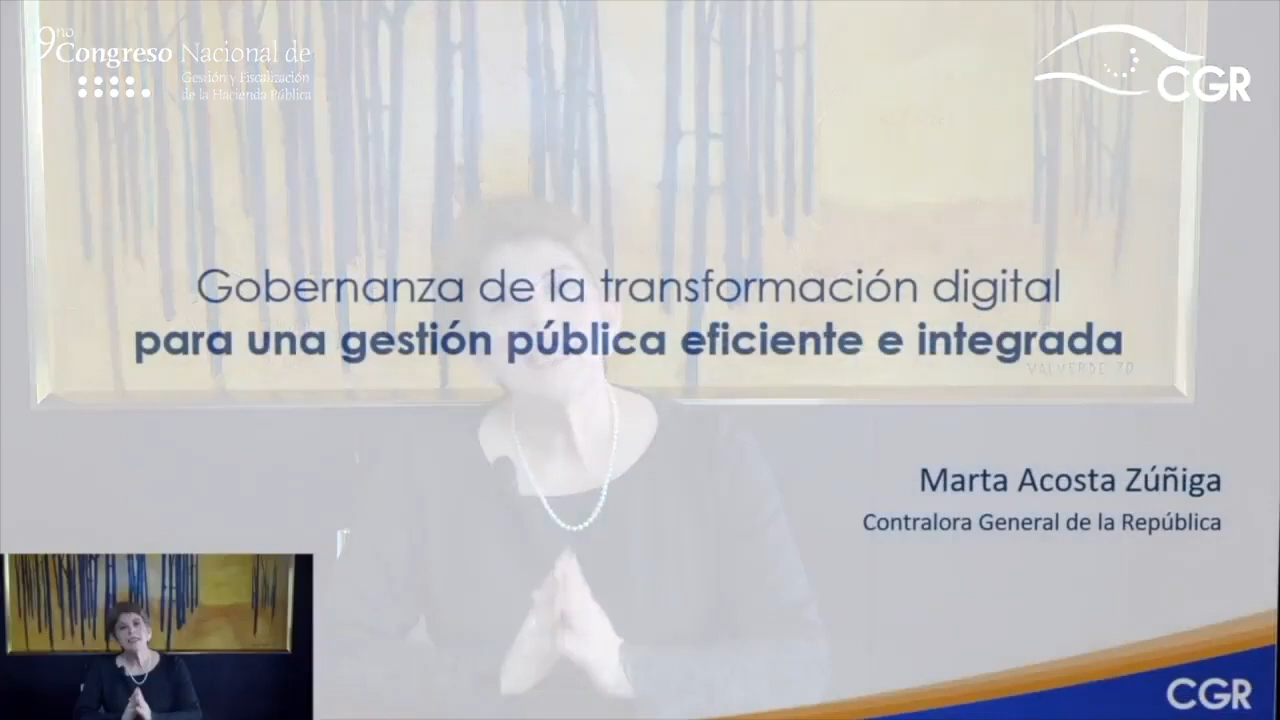 9no
Congreso Nacional de
Gestión y Fiscalización
de la Hacienda Pública
CGR
Gobernanza de la transformación digital
para una gestión pública eficiente e integrada
VALVERDE 70
Marta Acosta Zúñiga
Contralora General de la República
CGR